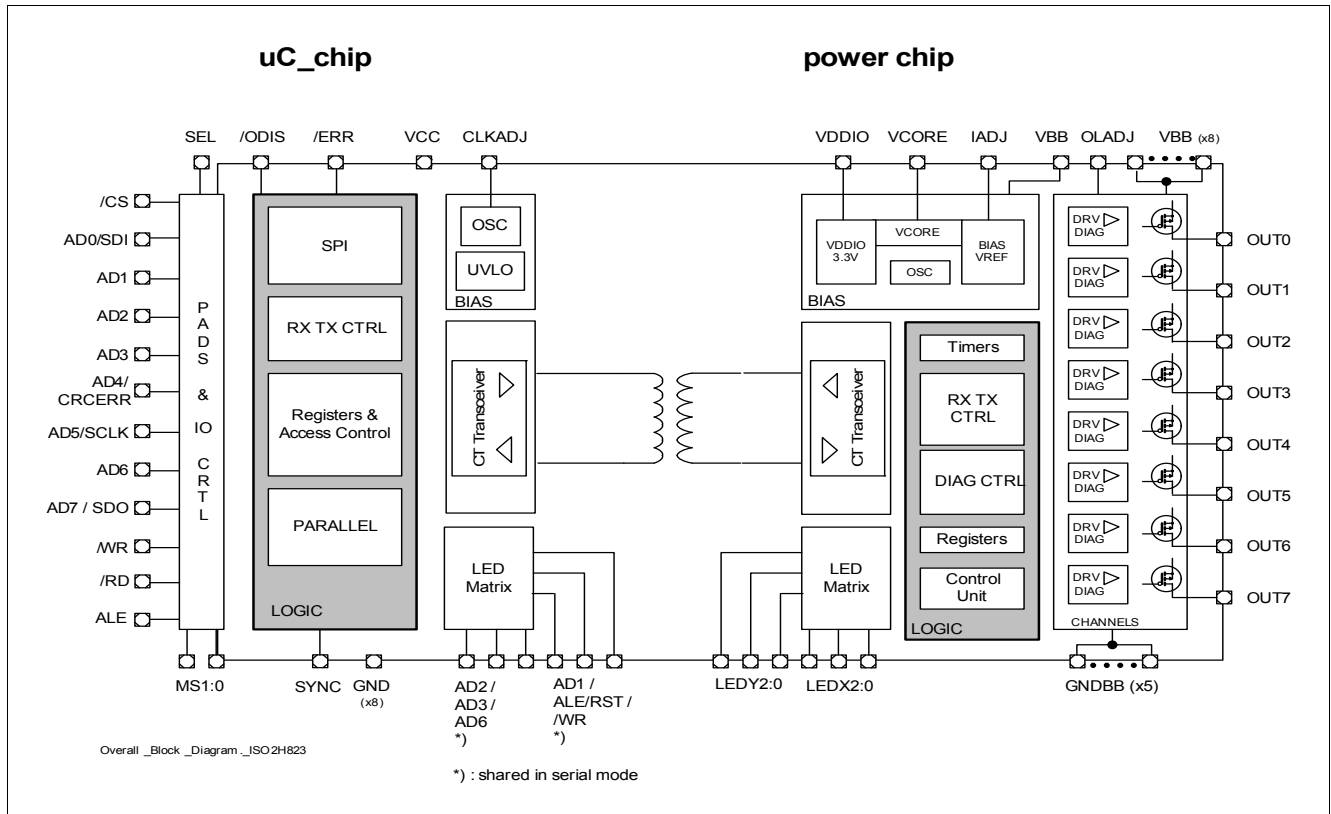 uC_chip
power chip
SEL
/ODIS
/ERR
VCC
CLKADJ
VDDIO
VCORE
IADJ
VBB
OLADJ
VBB (x8)
/CS
AD0/SDI
AD1
AD2
AD3
AD4/
CRCERR
AD5/SCLK
AD6
AD7 / SDO
/WR
/RD
ALE
PADS
&
IO
CRTL
SPI
RX TX CTRL
Registers &
Access Control
PARALLEL
LOGIC
OSC
UVLO
BIAS
CT Transceiver
LED
Matrix
VDDIO
3.3V
VCORE
OSC
BIAS
VREF
BIAS
CT Transceiver
LED
Matrix
Timers
RX TX
CTRL
DIAG CTRL
Registers
Control
Unit
LOGIC
DRV
DIAG
DRV
DIAG
DRV
DIAG
DRV
DIAG
DRV
DIAG
DRV
DIAG
DRV
DIAG
DRV
DIAG
CHANNELS
OUT0
OUT1
OUT2
OUT3
OUT4
OUT5
OUT6
OUT7
MS1:0
SYNC
GND
(x8)
AD2 /
AD3 /
AD6
*)
AD1 /
ALE/RST /
/WR
*)
LEDY2:0
LEDX2:0
GNDBB (x5)
Overall _Block _Diagram ._ISO2H823
*) : shared in serial mode